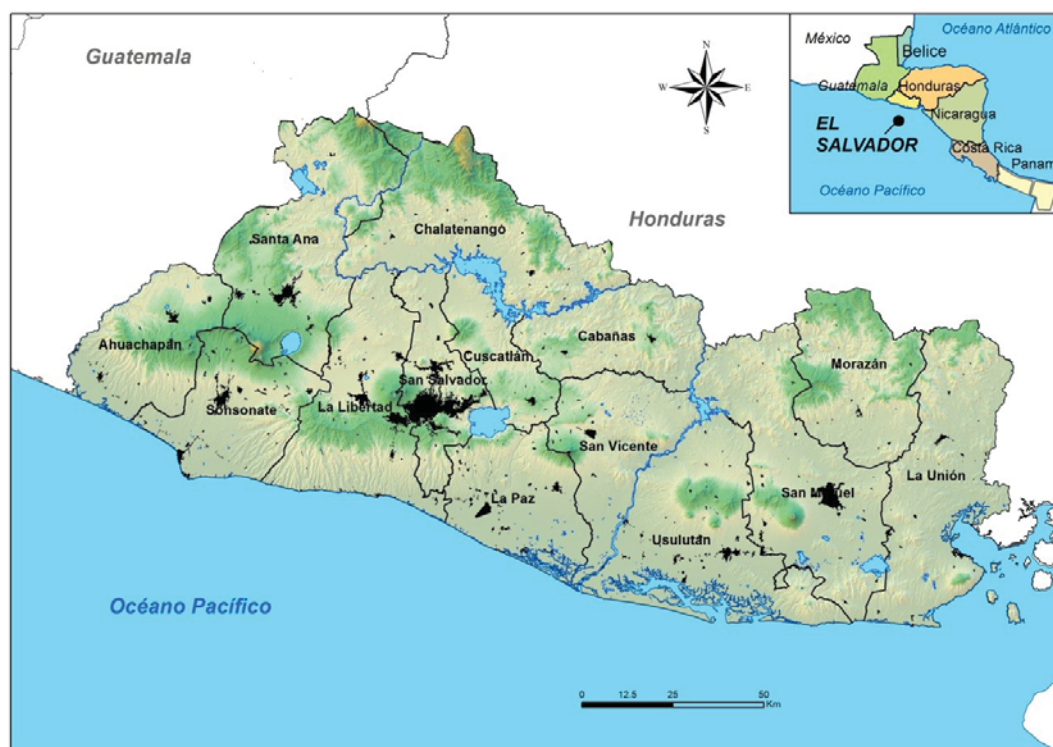 Guatemala
N
W
E
S
México
Océano Atlántico
Belice
Guatemala
Honduras
Nicaragua
EL
SALVADOR
Costa Rica
Panam
Océano Pacífico
Honduras
Santa Ana
Chalatenango
Ahuachapán
Cabañas
Cuscatlán
Morazán
San Salvador
Sonsonate
La Libertad
San Vicente
La Unión
La Paz
San Miguel
Usulután
Océano Pacífico
0 12.5 25 50
Km